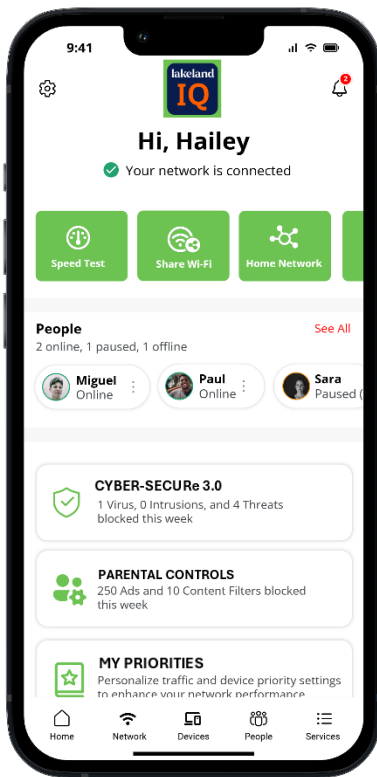 9:41
lakeland
IQ
2
Hi, Hailey
Your network is connected
Speed Test
Share Wi-Fi
Home Network
People
See All
2 online, 1 paused, 1 offline
Miguel
Online
Paul
Online
Sara
Paused (
CYBER-SECURe 3.0
1 Virus, 0 Intrusions, and 4 Threats
blocked this week
PARENTAL CONTROLS
250 Ads and 10 Content Filters blocked
this week
MY PRIORITIES
Personalize traffic and device priority settings
to enhance your network performance
Home
Network
Devices
People
Services